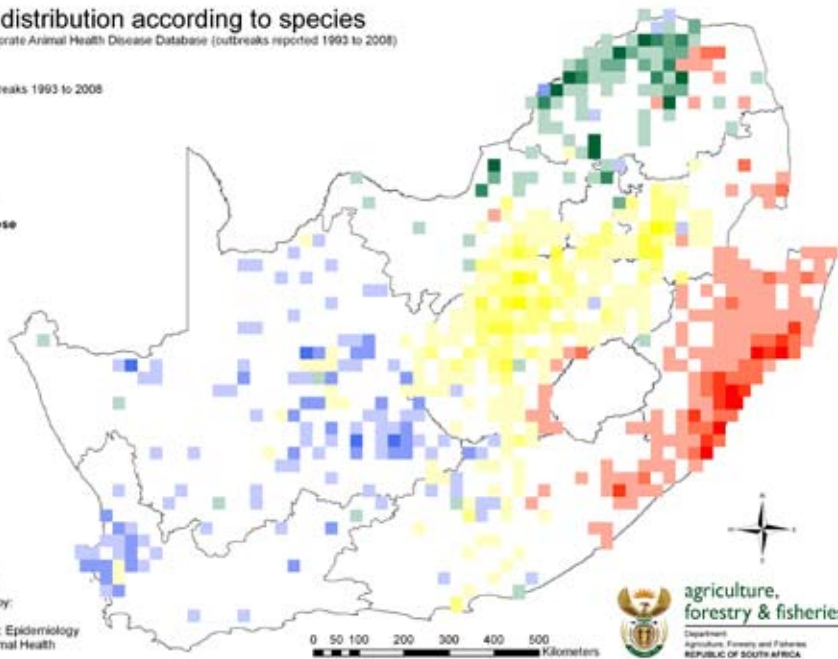 distribution according to species
orate Animal Health Disease Database (outbreaks reported 1993 to 2008)
reaks 1993 to 2008
ose
by:
: Epidemiology
mal Health
0 50 100 200 300 400 500
Kilometers
N
W E
S
agriculture,
forestry & fisheries
Department:
Agriculture, Forestry and Fisheries
REPUBLIC OF SOUTH AFRICA